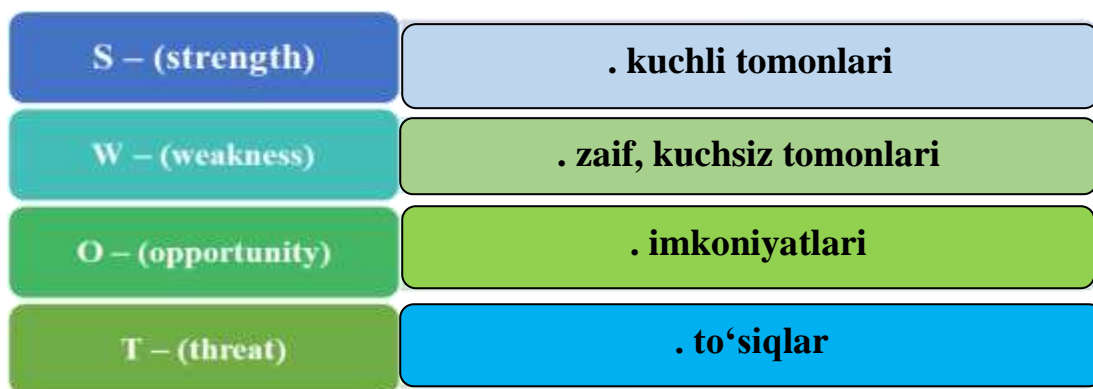 S – (strength)
. kuchli tomonlari
W – (weakness)
. zaif, kuchsiz tomonlari
O – (opportunity)
. imkoniyatlari
T – (threat)
. to‘siqlar